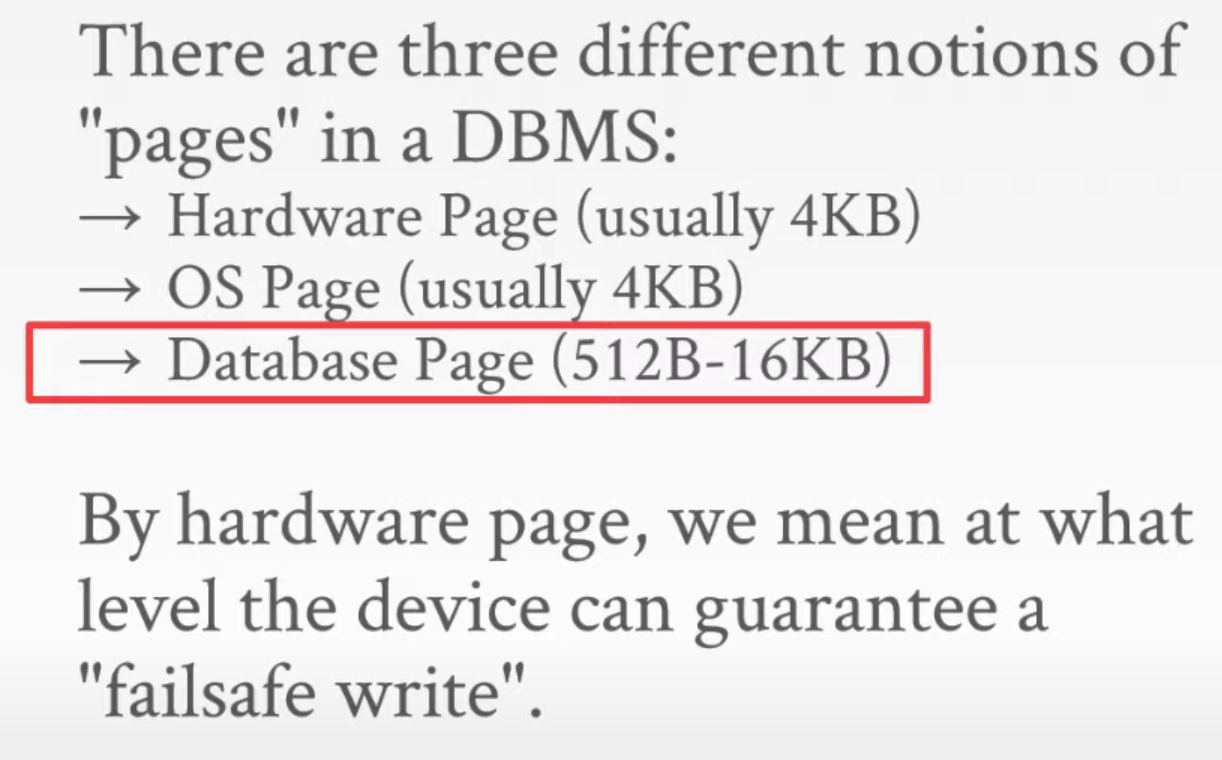 There are three different notions of
"pages" in a DBMS:
→ Hardware Page (usually 4KB)
→ OS Page (usually 4KB)
→ Database Page (512B-16KB)
By hardware page, we mean at what
level the device can guarantee a
"failsafe write".